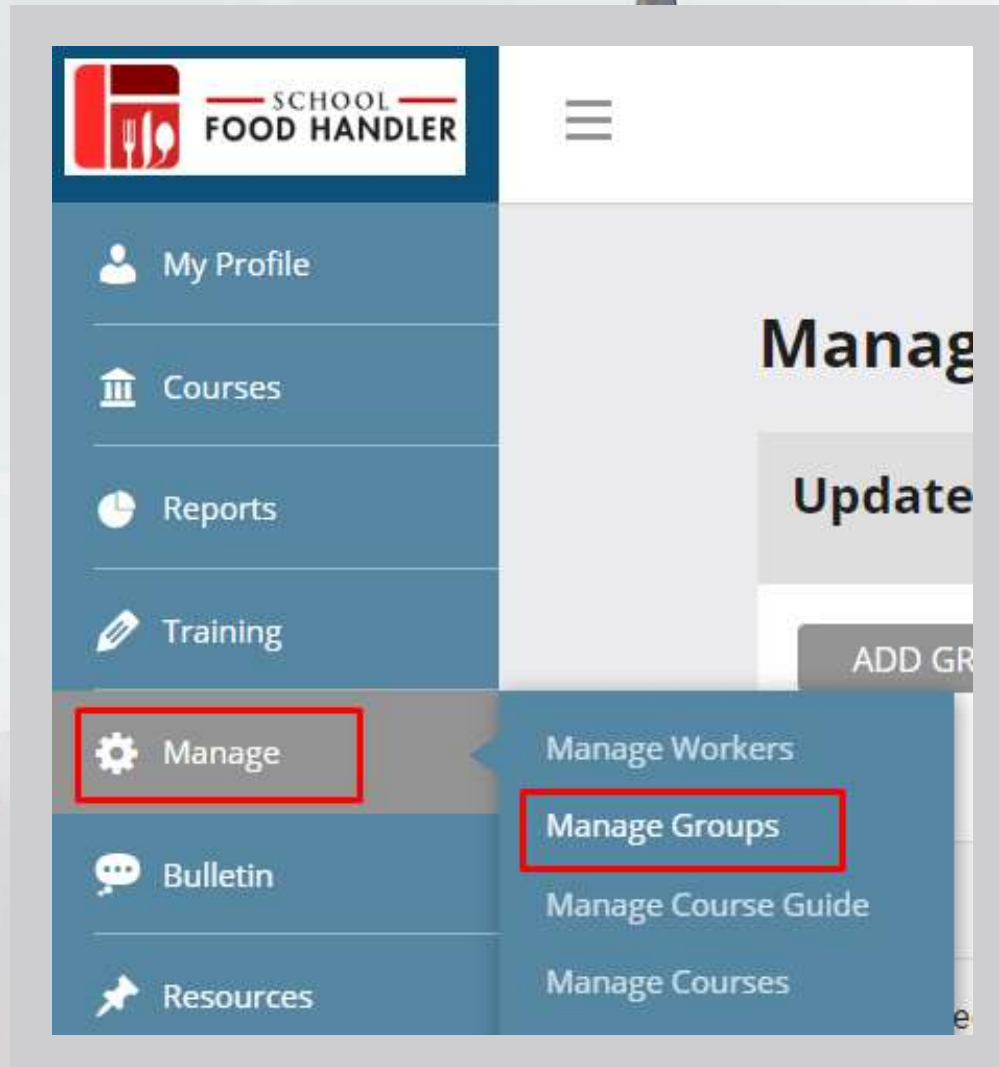 SCHOOL
FOOD HANDLER
My Profile
Courses
Reports
Training
Manage
Bulletin
Resources
Manag
Update
ADD GR
Manage Workers
Manage Groups
Manage Course Guide
Manage Courses
e